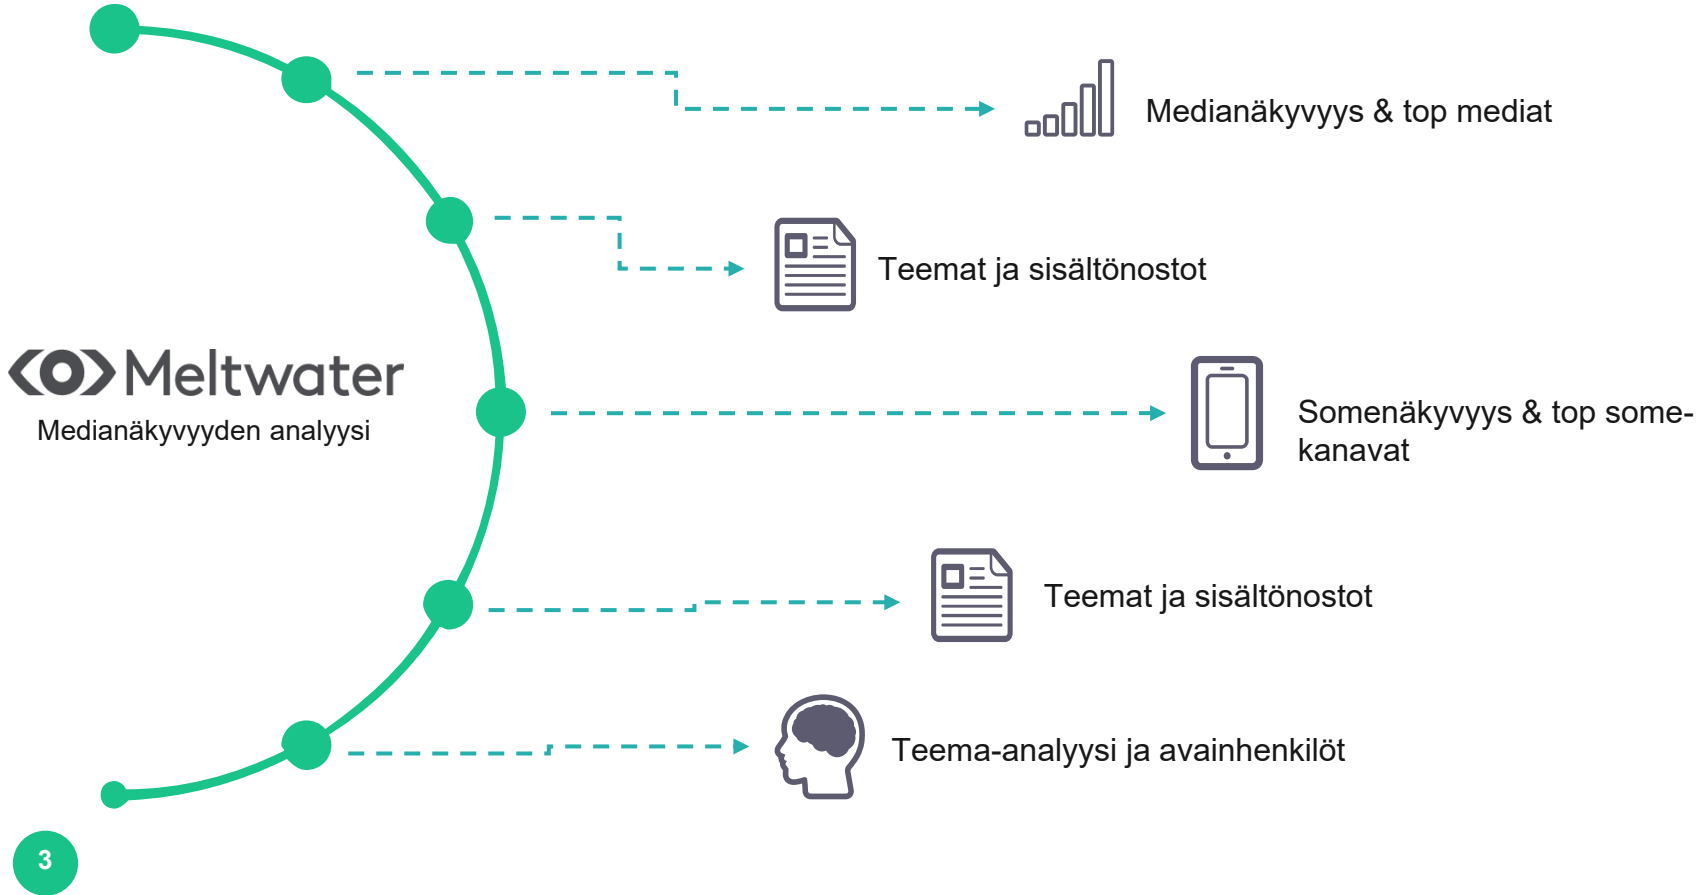 Medianäkyvyys & top mediat
Teemat ja sisältönostot
Meltwater
Medianäkyvyyden analyysi
Somenäkyvyys & top some-
kanavat
Teemat ja sisältönostot
Teema-analyysi ja avainhenkilöt
3